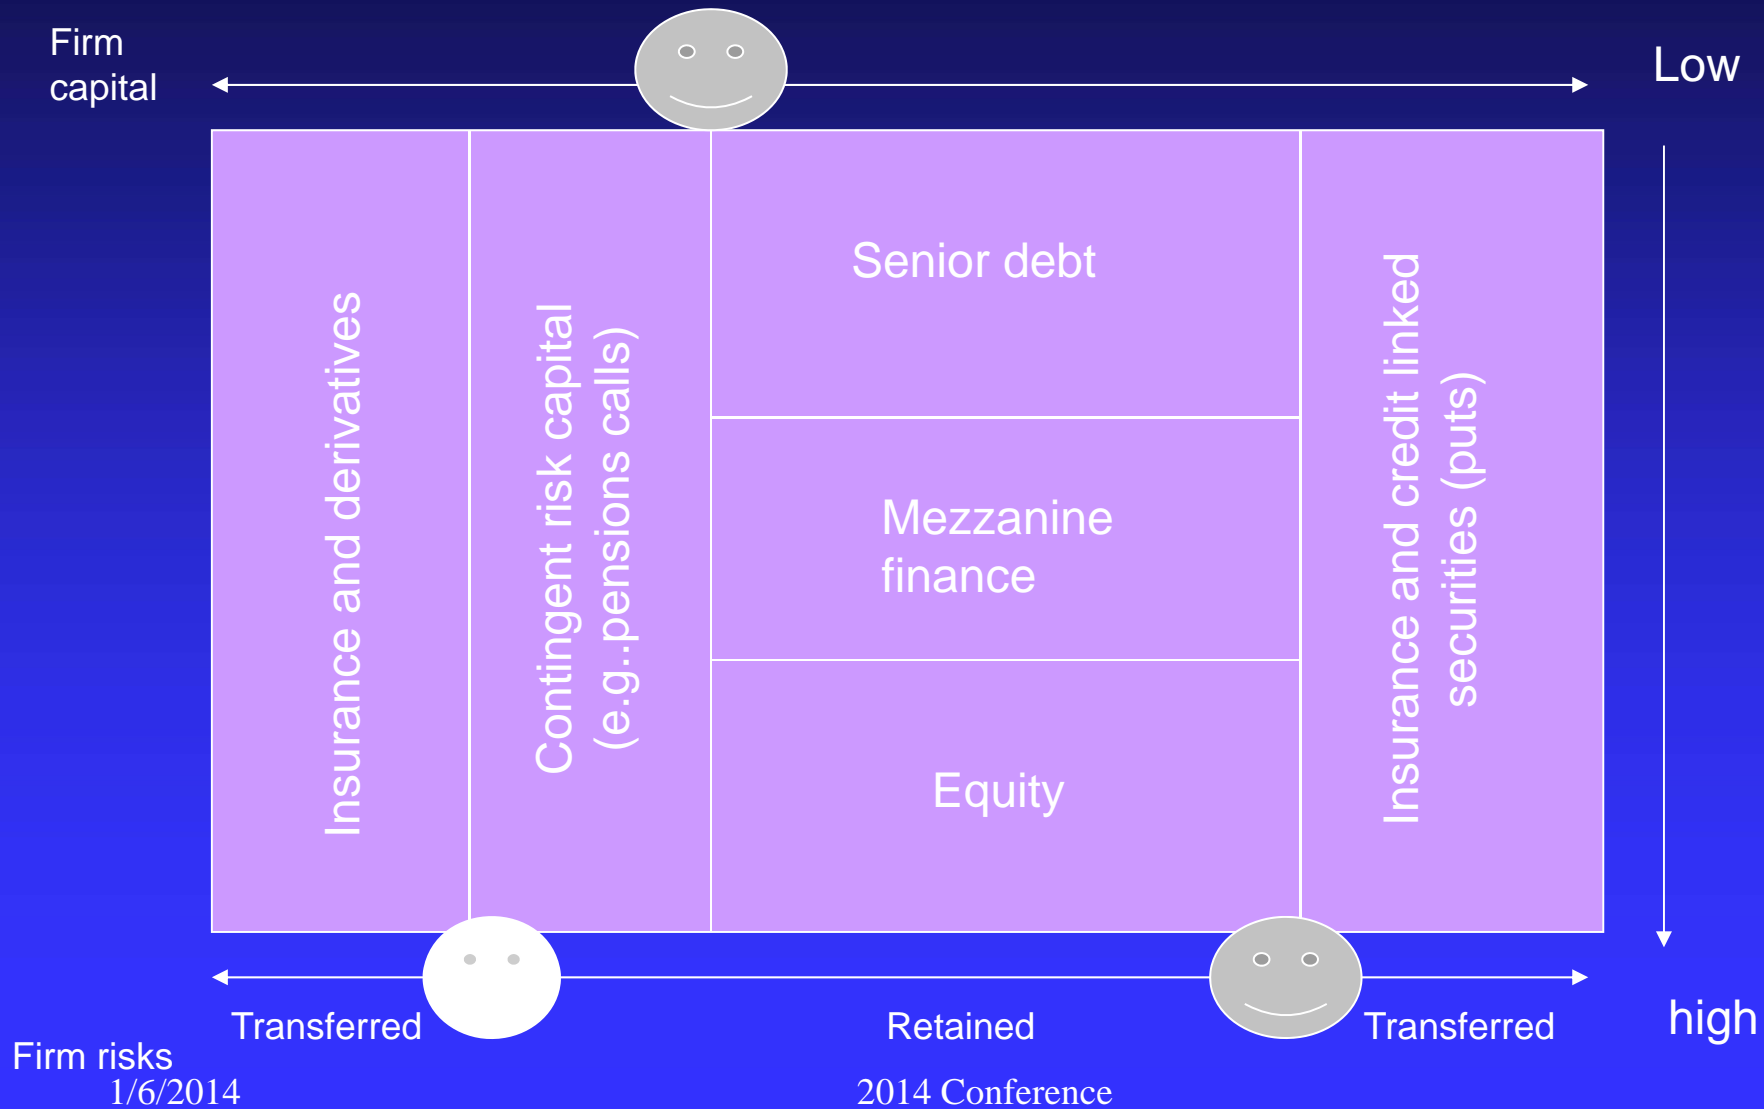 Firm
capital
Low
Insurance and derivatives
Contingent risk capital
(e.g..pensions calls)
Senior debt
Mezzanine
finance
Equity
Insurance and credit linked
securities (puts)
Transferred
Retained
Transferred
high
Firm risks
1/6/2014
2014 Conference